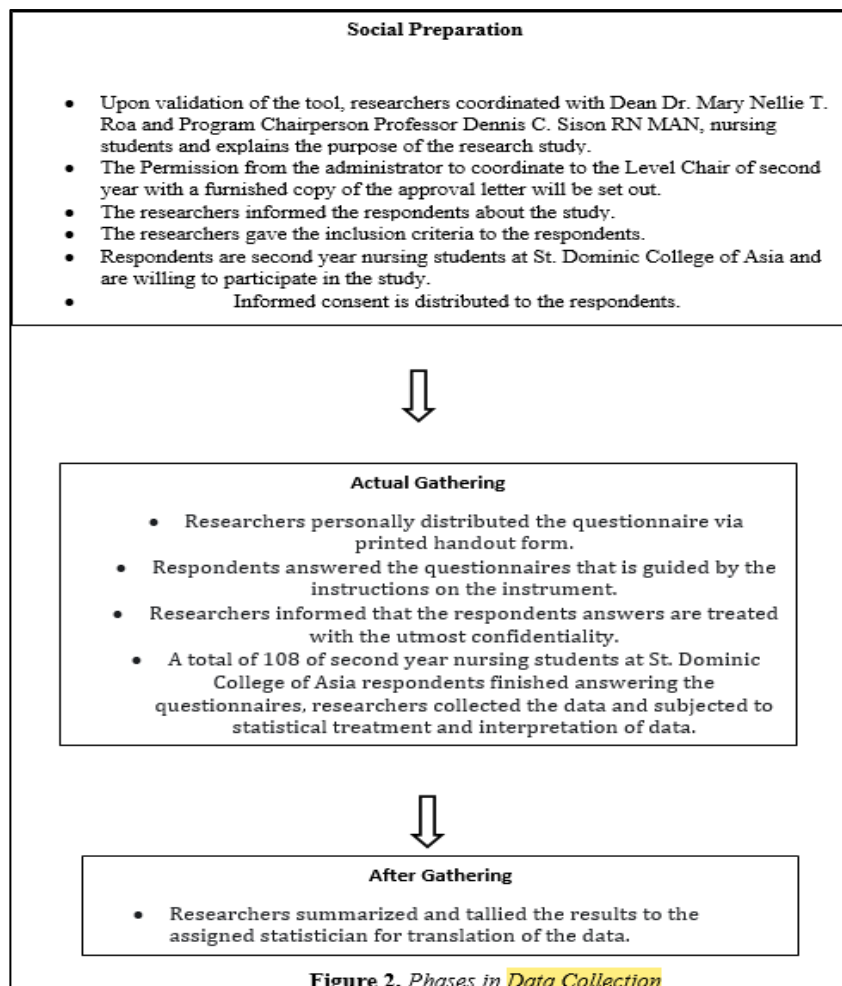 Social Preparation
• Upon validation of the tool, researchers coordinated with Dean Dr. Mary Nellie T.
Roa and Program Chairperson Professor Dennis C. Sison RN MAN, nursing
students and explains the purpose of the research study.
• The Permission from the administrator to coordinate to the Level Chair of second
year with a furnished copy of the approval letter will be set out.
• The researchers informed the respondents about the study.
• The researchers gave the inclusion criteria to the respondents.
• Respondents are second year nursing students at St. Dominic College of Asia and
are willing to participate in the study.
• Informed consent is distributed to the respondents.
Actual Gathering
• Researchers personally distributed the questionnaire via
printed handout form.
• Respondents answered the questionnaires that is guided by the
instructions on the instrument.
• Researchers informed that the respondents answers are treated
with the utmost confidentiality.
• A total of 108 of second year nursing students at St. Dominic
College of Asia respondents finished answering the
questionnaires, researchers collected the data and subjected to
statistical treatment and interpretation of data.
After Gathering
• Researchers summarized and tallied the results to the
assigned statistician for translation of the data.
Figure 2. Phases in Data Collection